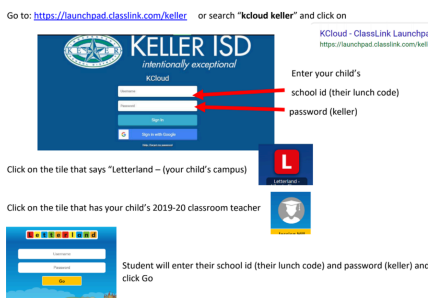 Go to: https://launchpad.classlink.com/keller or search "kcloud keller" and click on
KCloud - ClassLink Launchpa
https://launchpad.classlink.com/kell
KELLER ISD
intentionally exceptional
KCloud
Username
Password
Sign In
G Sign in with Google
Enter your child's
school id (their lunch code)
password (keller)
Click on the tile that says "Letterland – (your child's campus)
L
Letterland -
Click on the tile that has your child's 2019-20 classroom teacher
Letterland
Username
Password
Go
Student will enter their school id (their lunch code) and password (keller) and
click Go